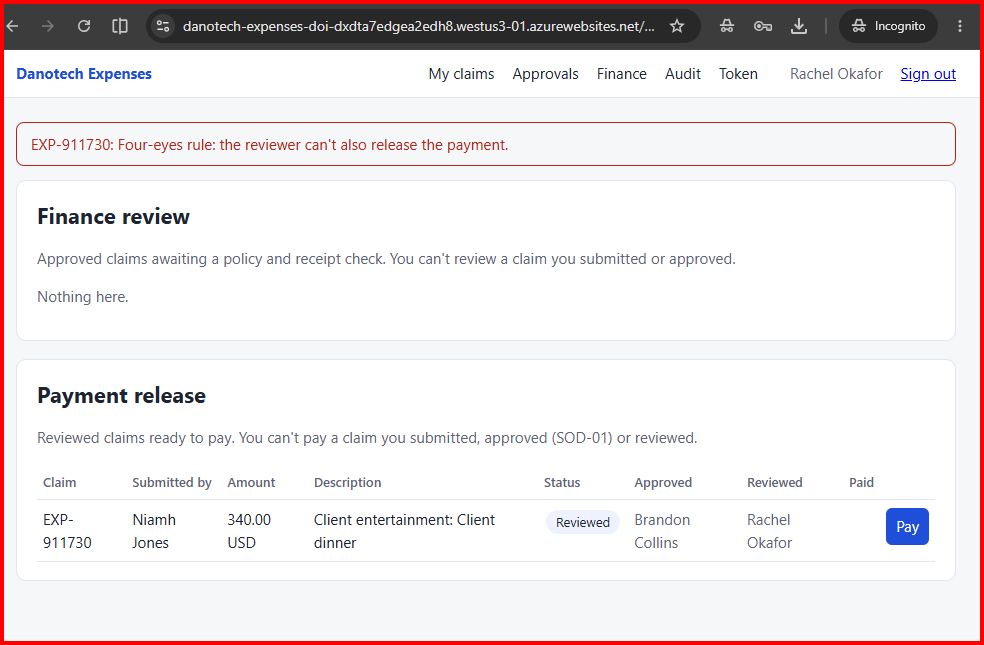 danotech-expenses-doi-dxdta7edgea2edh8.westus3-01.azurewebsites.net/...
Incognito
Danotech Expenses
My claims Approvals Finance Audit Token Rachel Okafor Sign out
EXP-911730: Four-eyes rule: the reviewer can't also release the payment.
Finance review
Approved claims awaiting a policy and receipt check. You can't review a claim you submitted or approved.
Nothing here.
Payment release
Reviewed claims ready to pay. You can't pay a claim you submitted, approved (SOD-01) or reviewed.
Claim Submitted by Amount Description Status Approved Reviewed Paid
EXP- Niamh 340.00 Client entertainment: Client Reviewed Brandon Rachel Pay
911730 Jones USD dinner Collins Okafor